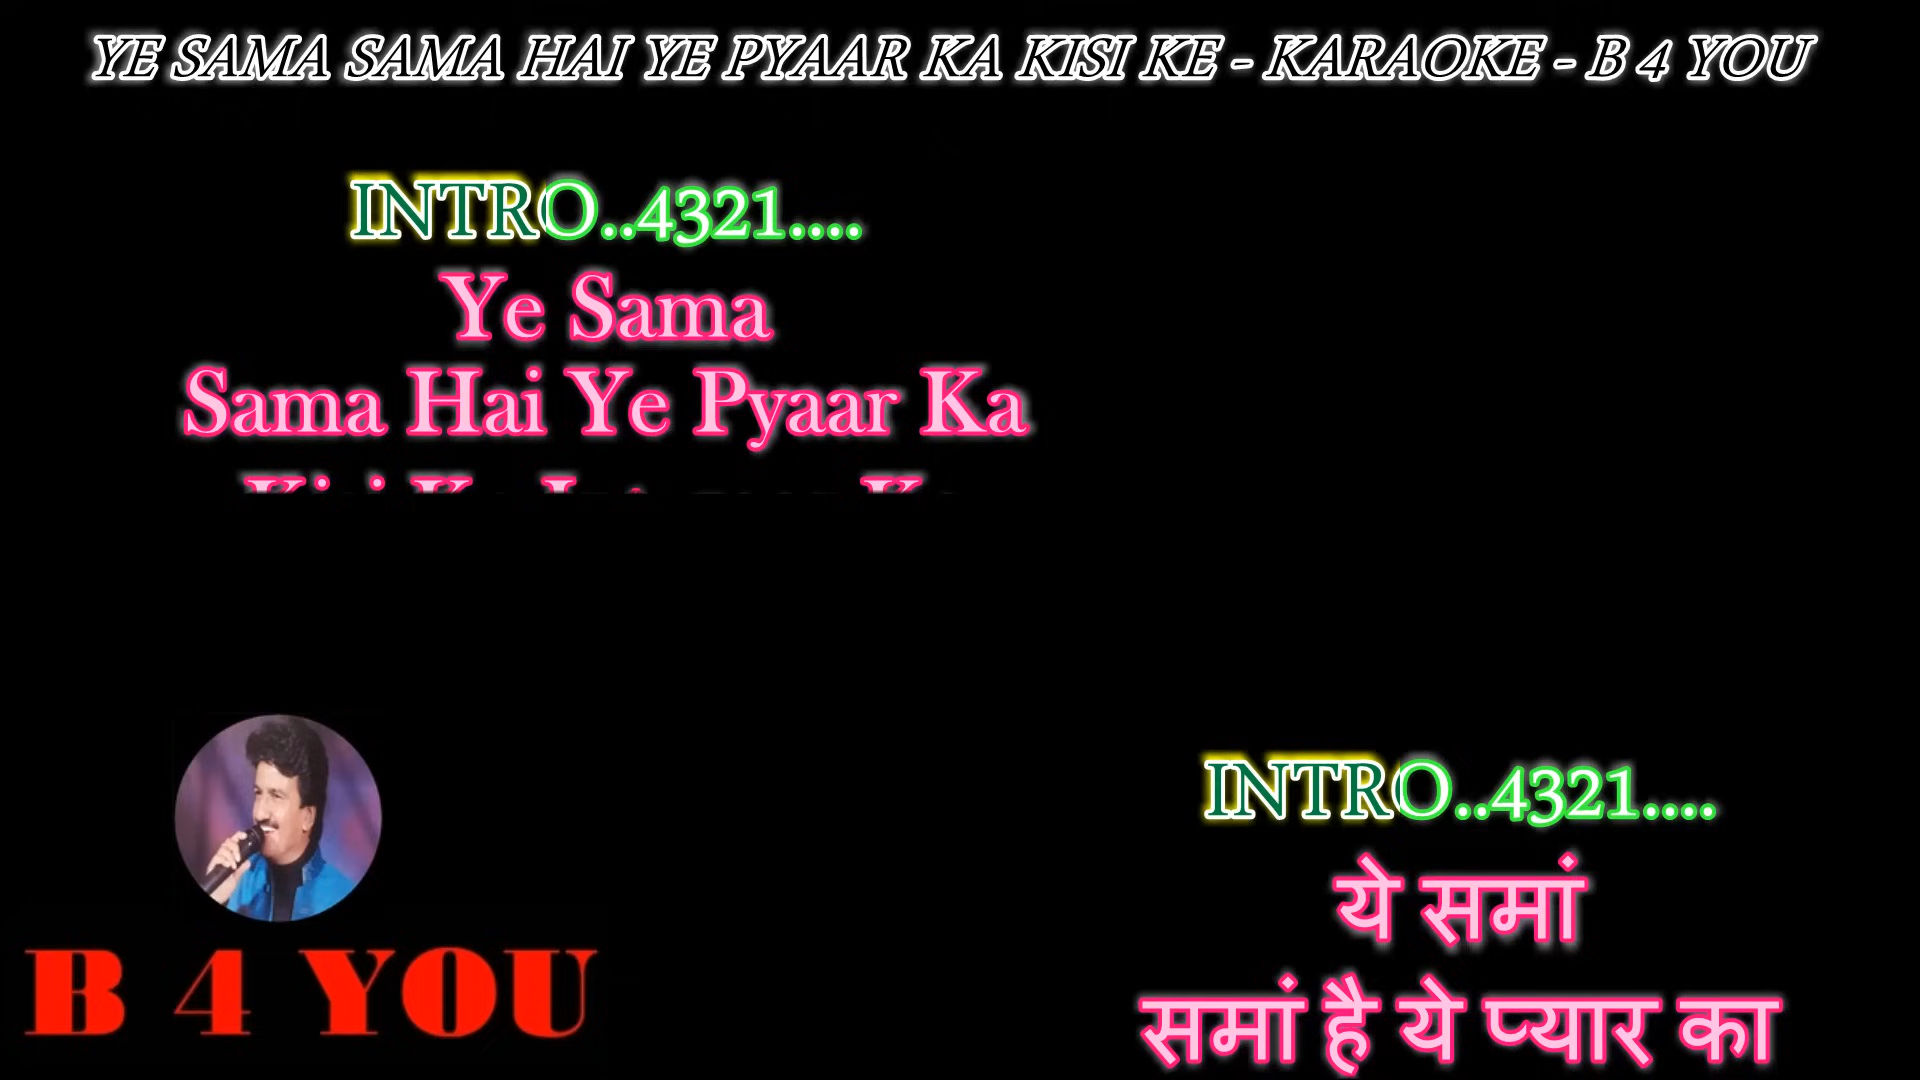 YE SAMA SAMA HAI YE PYAAR KA KISI KE - KARAOKE - B 4 YOU
INTRO..4321....
Ye Sama
Sama Hai Ye Pyaar Ka
B 4 YOU
INTRO..4321....
ये समां
समां है ये प्यार का